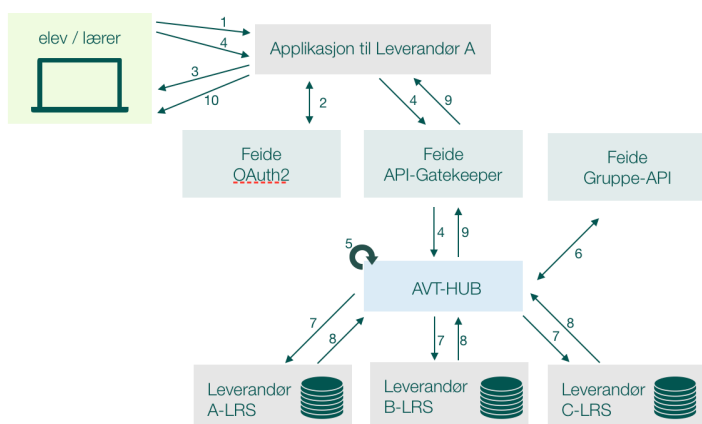 elev / lærer
1
4
3
10
Applikasjon til Leverandør A
2
4
9
Feide
OAuth2
Feide
API-Gatekeeper
Feide
Gruppe-API
4
9
5
6
AVT-HUB
7
8
7
8
7
8
Leverandør
A-LRS
Leverandør
B-LRS
Leverandør
C-LRS